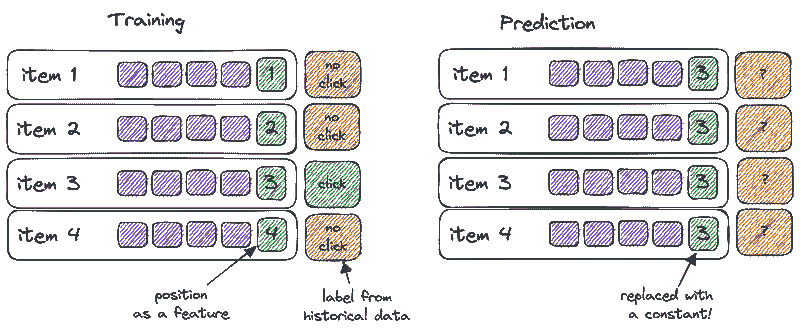 Training
item 1
1
no
click
item 2
2
no
click
item 3
3
click
item 4
4
no
click
position
as a feature
label from
historical data
Prediction
item 1
3
?
item 2
3
?
item 3
3
?
item 4
3
?
replaced with
a constant!